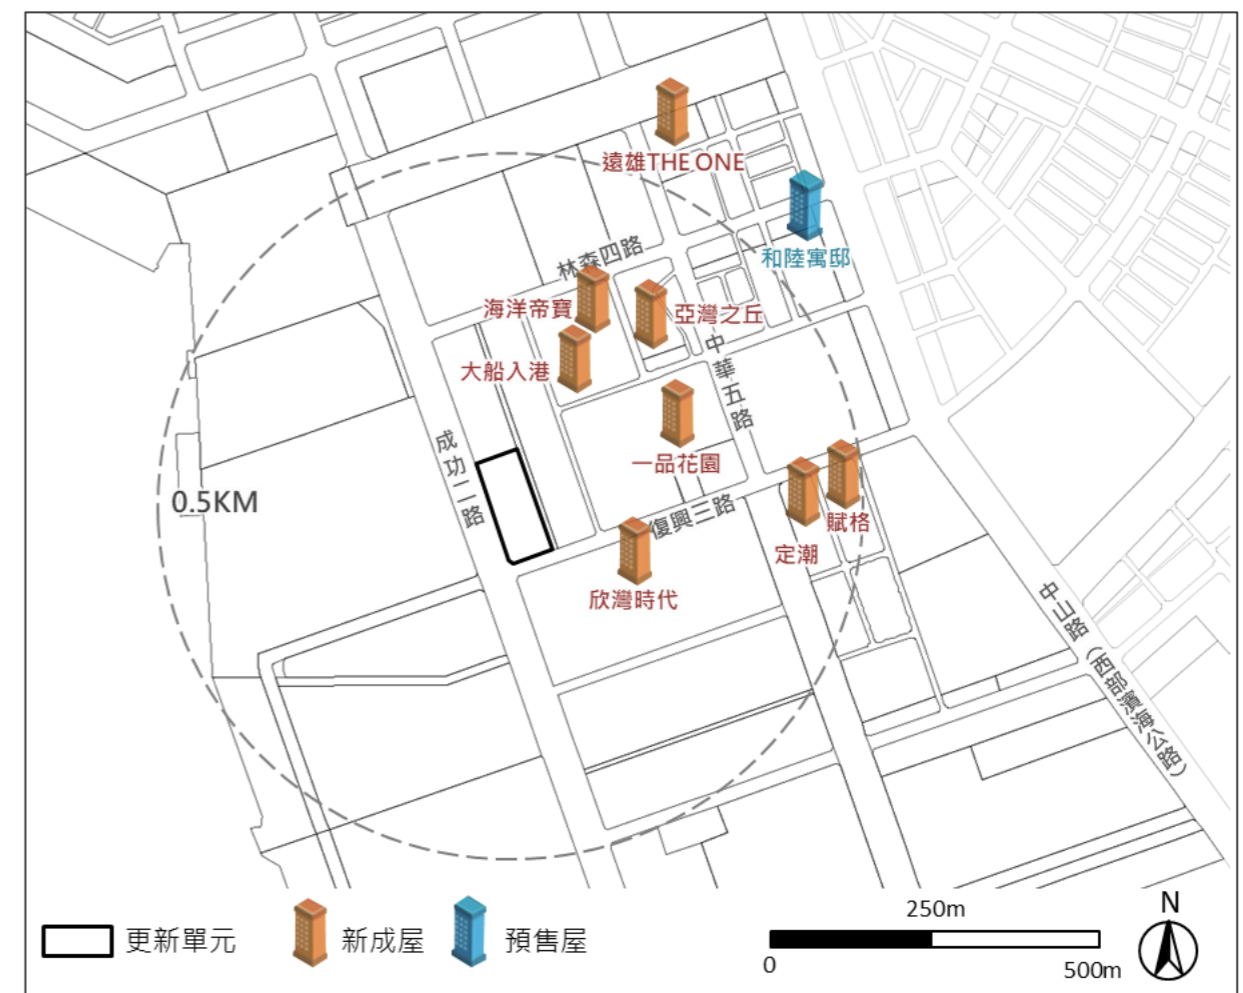 遠雄THE ONE
和陸寓邸
林森四路
海洋帝寶
亞灣之丘
大船入港
中華五路
一品花園
成功二路
0.5KM
復興三路
賦格
定潮
欣灣時代
中山路（西部濱海公路）
更新單元
新成屋
預售屋
250m
0
500m
N